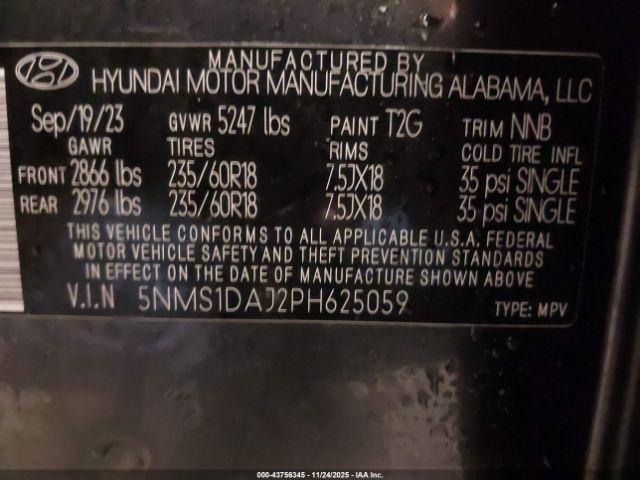 MANUFACTURED BY
HYUNDAI MOTOR MANUFACTURING ALABAMA, LLC
Sep/19/23 GVWR 5247 lbs PAINT T2G TRIM NNB
GAWR TIRES RIMS COLD TIRE INFL
FRONT 2866 lbs 235/60R18 7.5JX18 35 psi SINGLE
REAR 2976 lbs 235/60R18 7.5JX18 35 psi SINGLE
THIS VEHICLE CONFORMS TO ALL APPLICABLE U.S.A. FEDERAL
MOTOR VEHICLE SAFETY AND THEFT PREVENTION STANDARDS
IN EFFECT ON THE DATE OF MANUFACTURE SHOWN ABOVE
V.I.N 5NMS1DAJ2PH625059 TYPE: MPV
000-43756345 - 11/24/2025 - IAA Inc.